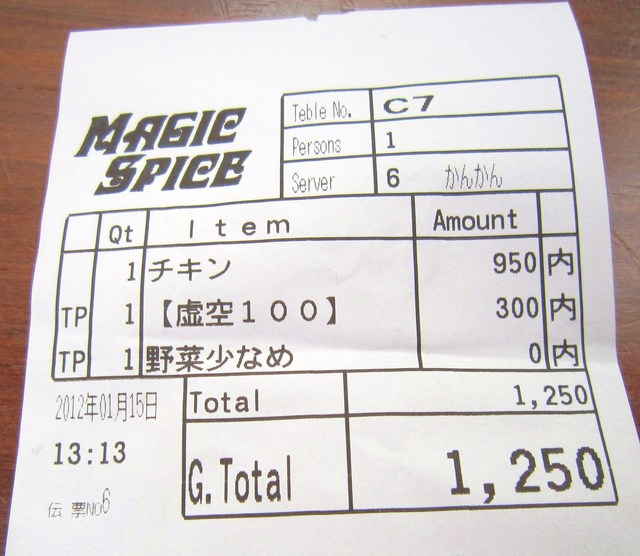 MAGIC
SPICE
Teble No. C7
Persons 1
Server 6 かんかん
Qt Item Amount
1 チキン 950 内
TP 1 【虚空100】 300 内
TP 1 野菜少なめ 0 内
2012年01月15日
Total 1,250
13:13
G.Total 1,250
伝票No6